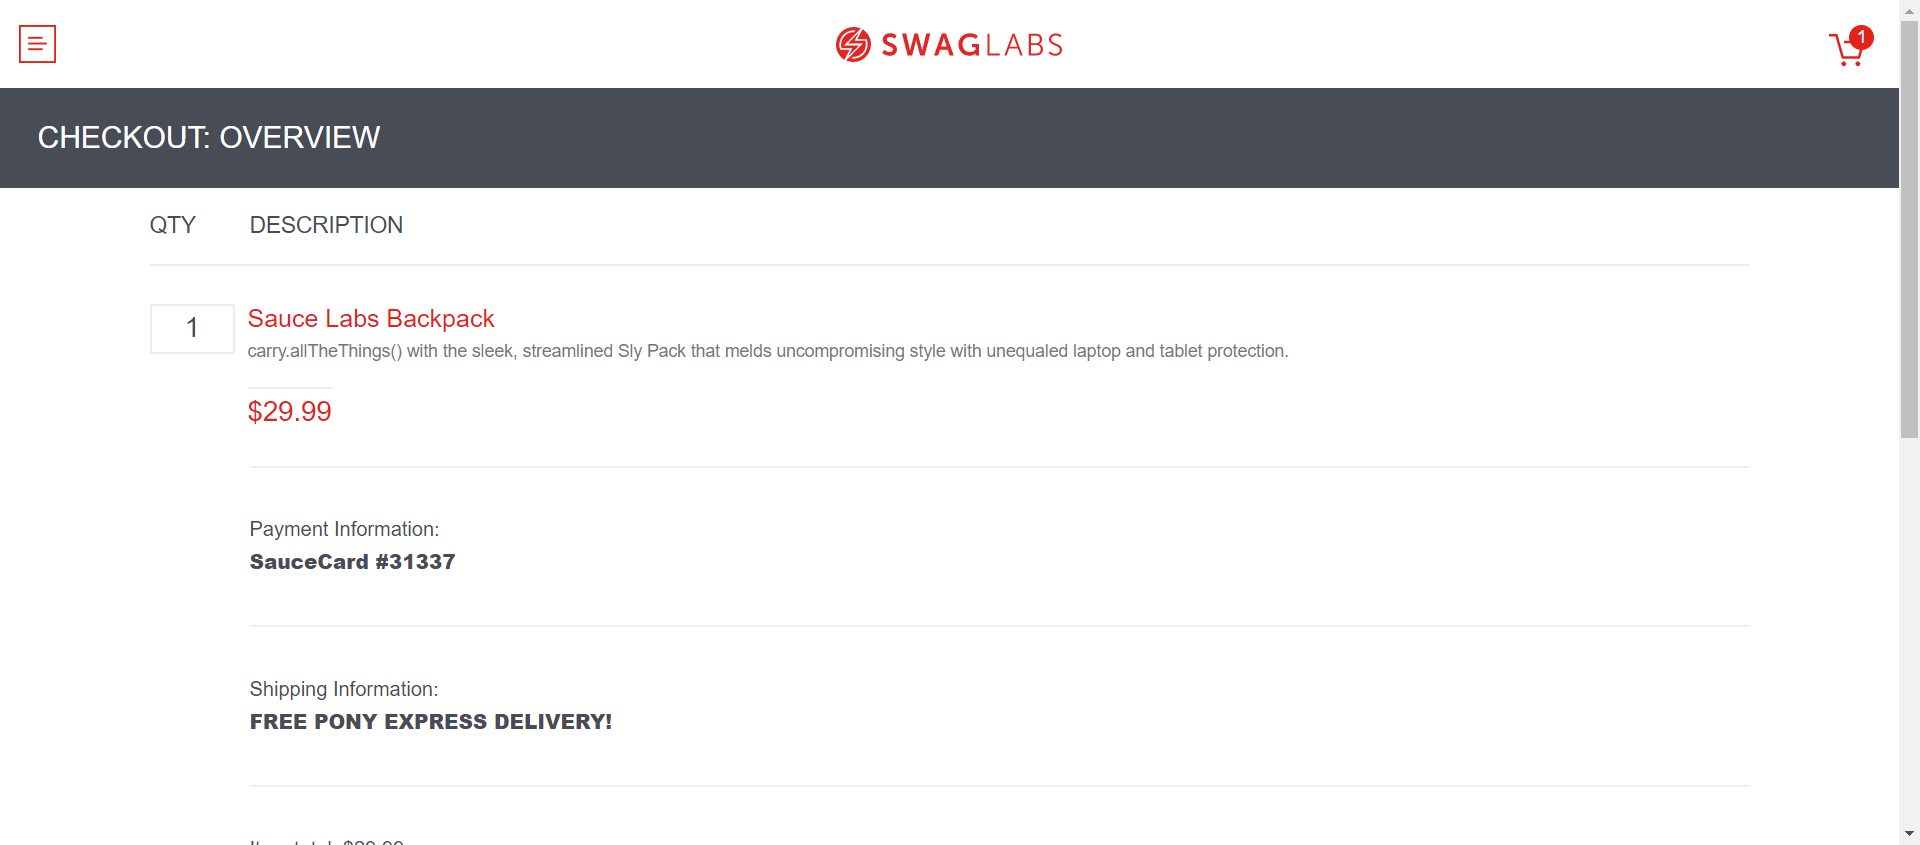 SWAGLABS
1
CHECKOUT: OVERVIEW
QTY DESCRIPTION
1 Sauce Labs Backpack
carry.allTheThings() with the sleek, streamlined Sly Pack that melds uncompromising style with unequaled laptop and tablet protection.
$29.99
Payment Information:
SauceCard #31337
Shipping Information:
FREE PONY EXPRESS DELIVERY!